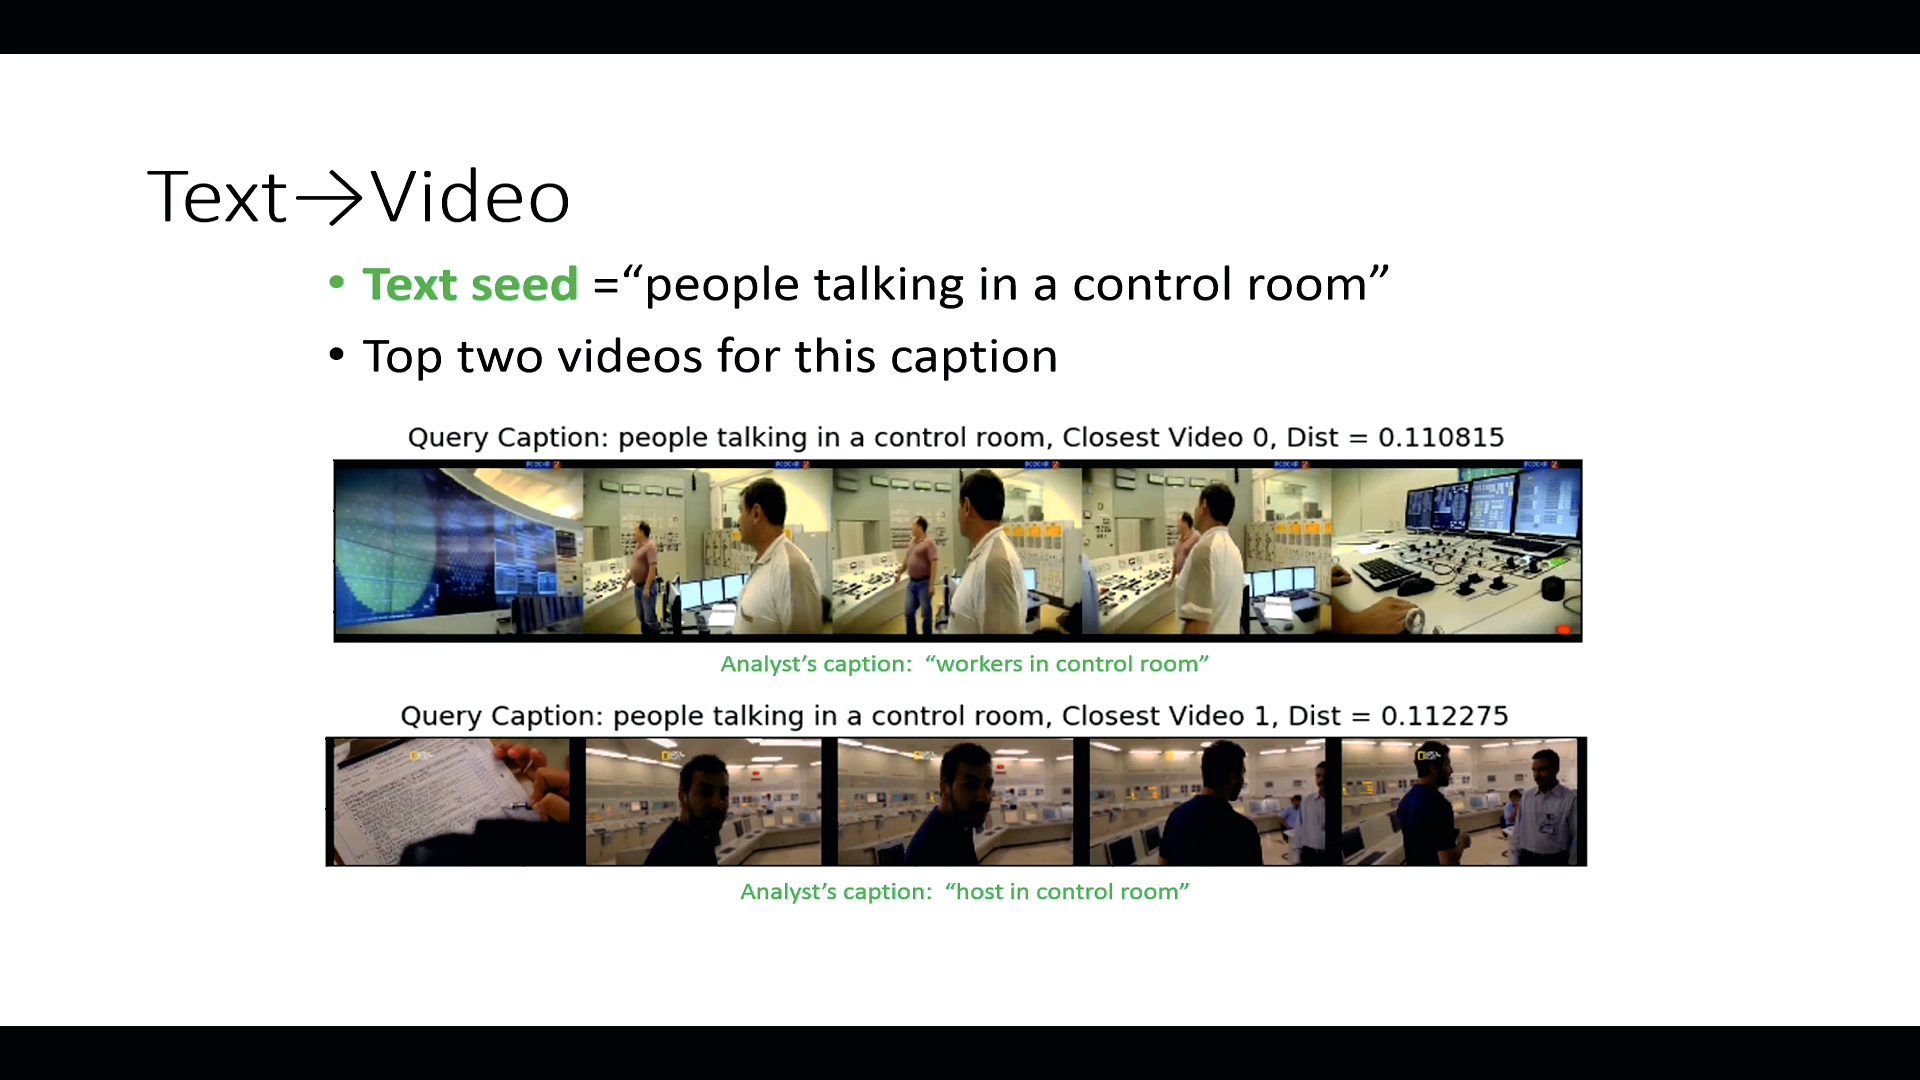 Text→Video
• Text seed =“people talking in a control room”
• Top two videos for this caption
Query Caption: people talking in a control room, Closest Video 0, Dist = 0.110815
Analyst’s caption:  “workers in control room”
Query Caption: people talking in a control room, Closest Video 1, Dist = 0.112275
Analyst’s caption:  “host in control room”